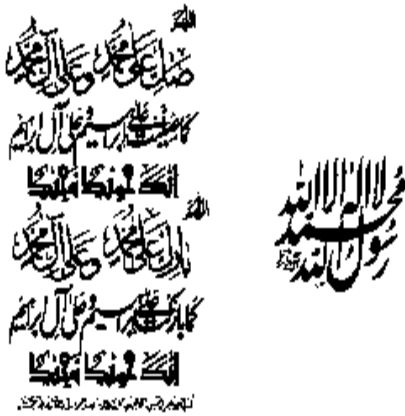 اللهم
صل على محمد وعلى آل محمد
كما صليت على إبراهيم وعلى آل إبراهيم
إنك حميد مجيد
اللهم
بارك على محمد وعلى آل محمد
كما باركت على إبراهيم وعلى آل إبراهيم
إنك حميد مجيد
لا إله إلا الله
محمد
رسول الله